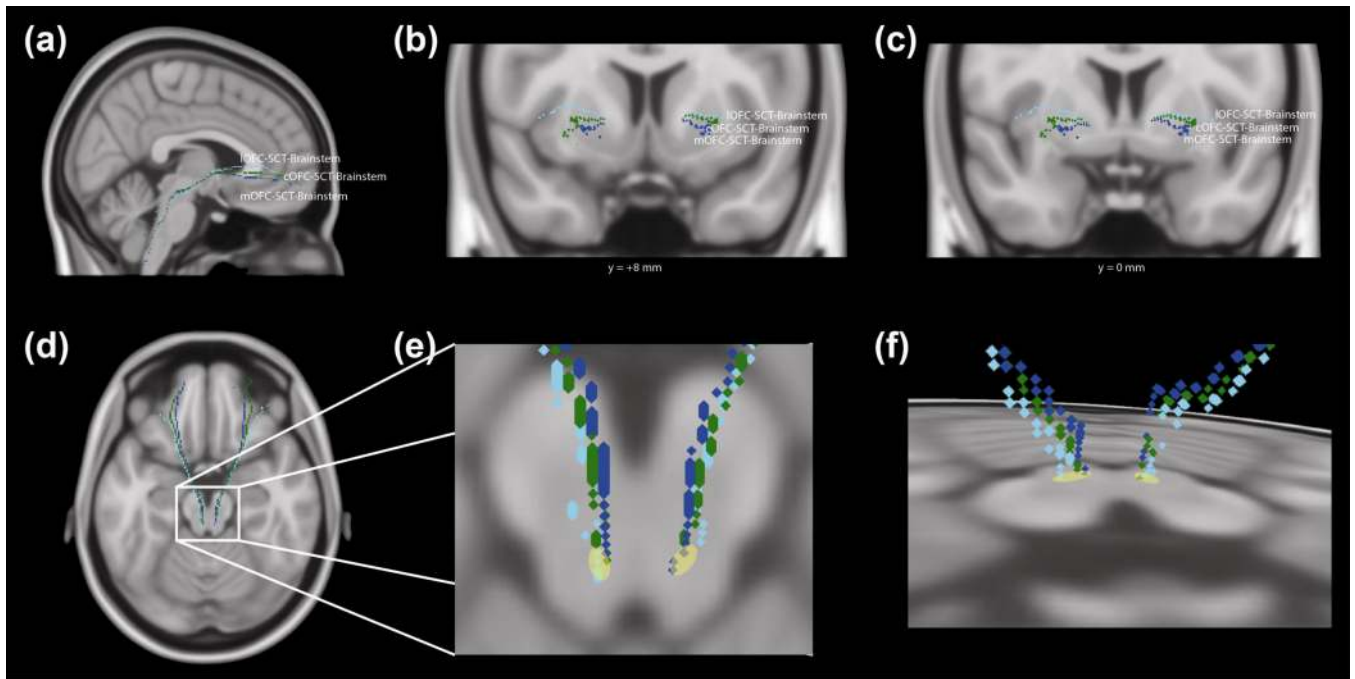 (a)
lOFC-SCT-Brainstem
cOFC-SCT-Brainstem
mOFC-SCT-Brainstem
(b)
lOFC-SCT-Brainstem
cOFC-SCT-Brainstem
mOFC-SCT-Brainstem
y = +8 mm
(c)
lOFC-SCT-Brainstem
cOFC-SCT-Brainstem
mOFC-SCT-Brainstem
y = 0 mm
(d)
(e)
(f)